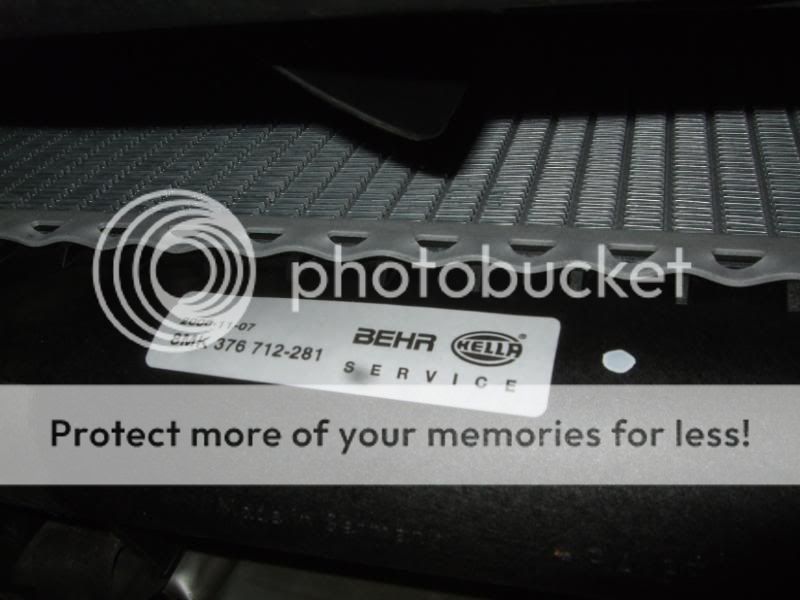 photobucket
8MK 376 712-281
BEHR HELLA®
SERVICE
Protect more of your memories for less!